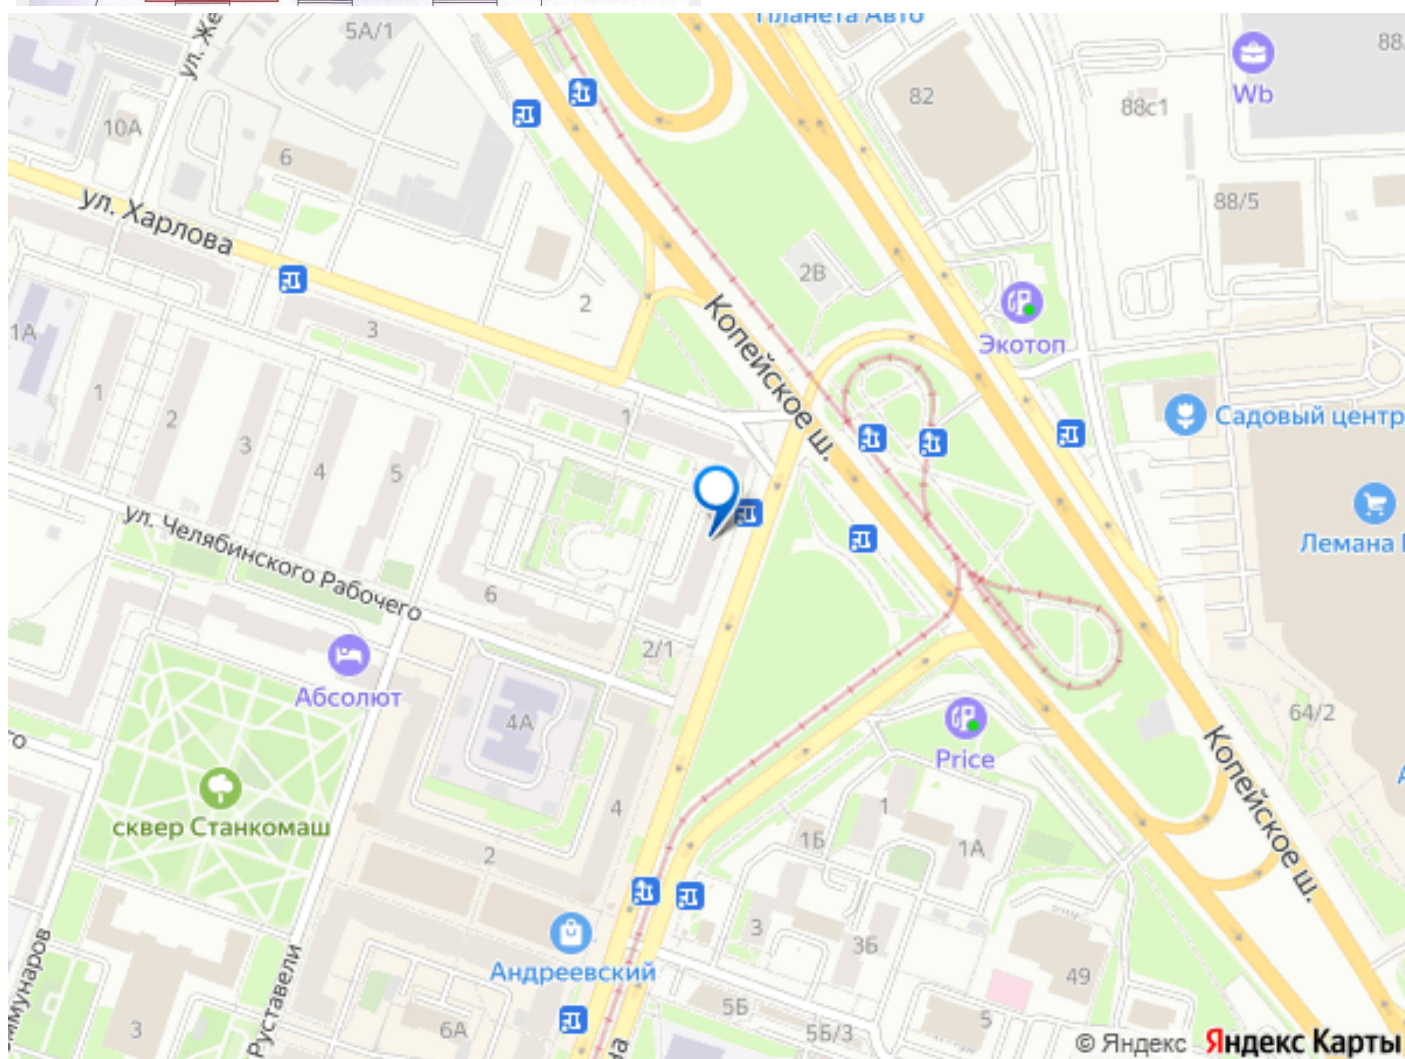 Планета Авто
5А/1
88
82
Wb
ул. Же
88с1
10А
6
88/5
ул. Харлова
2В
2
Экотоп
3
1А
Копейское ш.
1
Садовый центр
1
2
3
4
5
Лемана
ул. Челябинского Рабочего
6
2/1
Абсолют
64/2
4А
Price
Копейское ш.
го
4
1
сквер Станкомаш
1Б
1А
2
3
3Б
Андреевский
49
ммунаров
Руставели
5Б
3
6А
5Б/3
5
на
© Яндекс Яндекс Карты